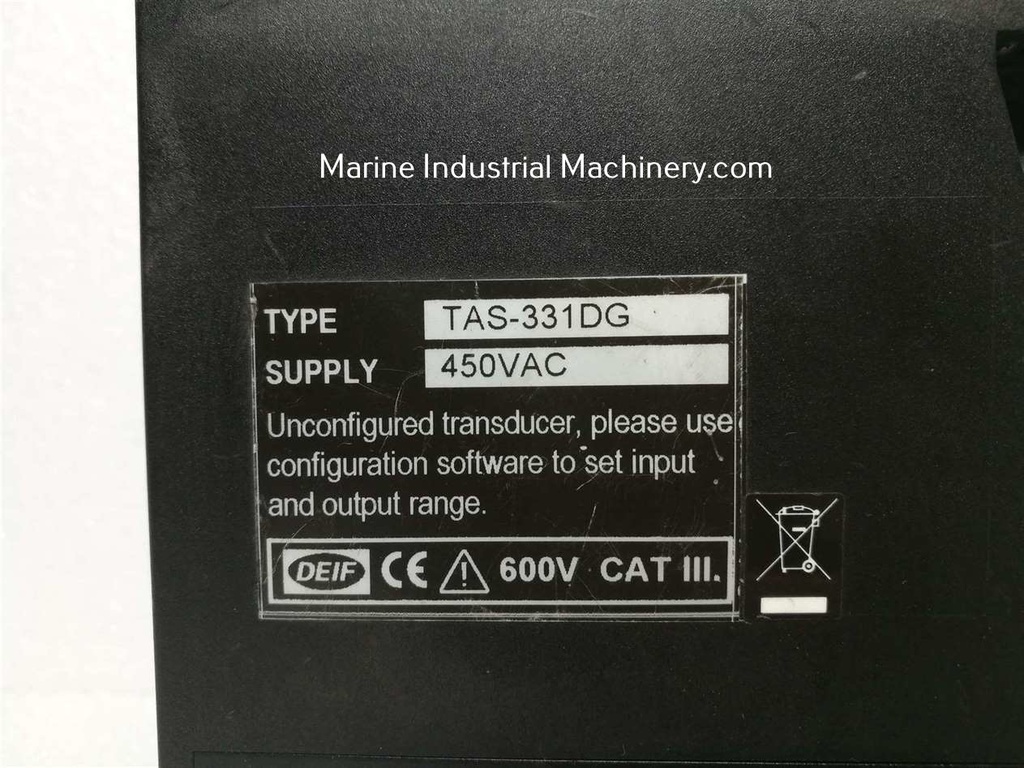 Marine Industrial Machinery.com
TYPE TAS-331DG
SUPPLY 450VAC
Unconfigured transducer, please use
configuration software to set input
and output range.
DEIF CE 600V CAT III.